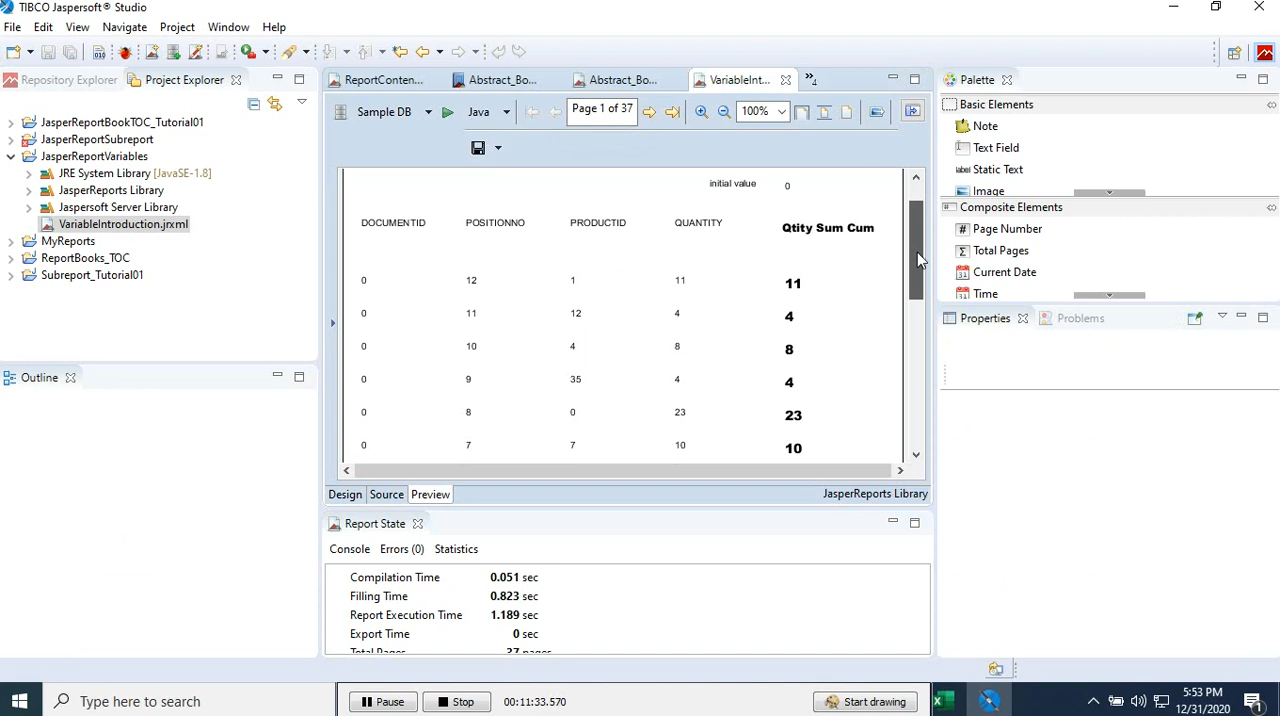 TIBCO Jaspersoft® Studio
File Edit View Navigate Project Window Help
Repository Explorer Project Explorer
JasperReportBookTOC_Tutorial01
JasperReportSubreport
JasperReportVariables
JRE System Library [JavaSE-1.8]
JasperReports Library
Jaspersoft Server Library
VariableIntroduction.jrxml
MyReports
ReportBooks_TOC
Subreport_Tutorial01
Outline
ReportConten... Abstract_Bo... Abstract_Bo... VariableInt... 4
Sample DB Java Page 1 of 37 100%
initial value 0
DOCUMENTID POSITIONNO PRODUCTID QUANTITY Qtity Sum Cum
0 12 1 11 11
0 11 12 4 4
0 10 4 8 8
0 9 35 4 4
0 8 0 23 23
0 7 7 10 10
Design Source Preview JasperReports Library
Report State
Console Errors (0) Statistics
Compilation Time 0.051 sec
Filling Time 0.823 sec
Report Execution Time 1.189 sec
Export Time 0 sec
Total Pages 37 pages
Palette
Basic Elements
Note
Text Field
label Static Text
Image
Composite Elements
# Page Number
Σ Total Pages
Current Date
Time
Properties Problems
Type here to search
Pause Stop 00:11:33.570 Start drawing
5:53 PM
12/31/2020
1